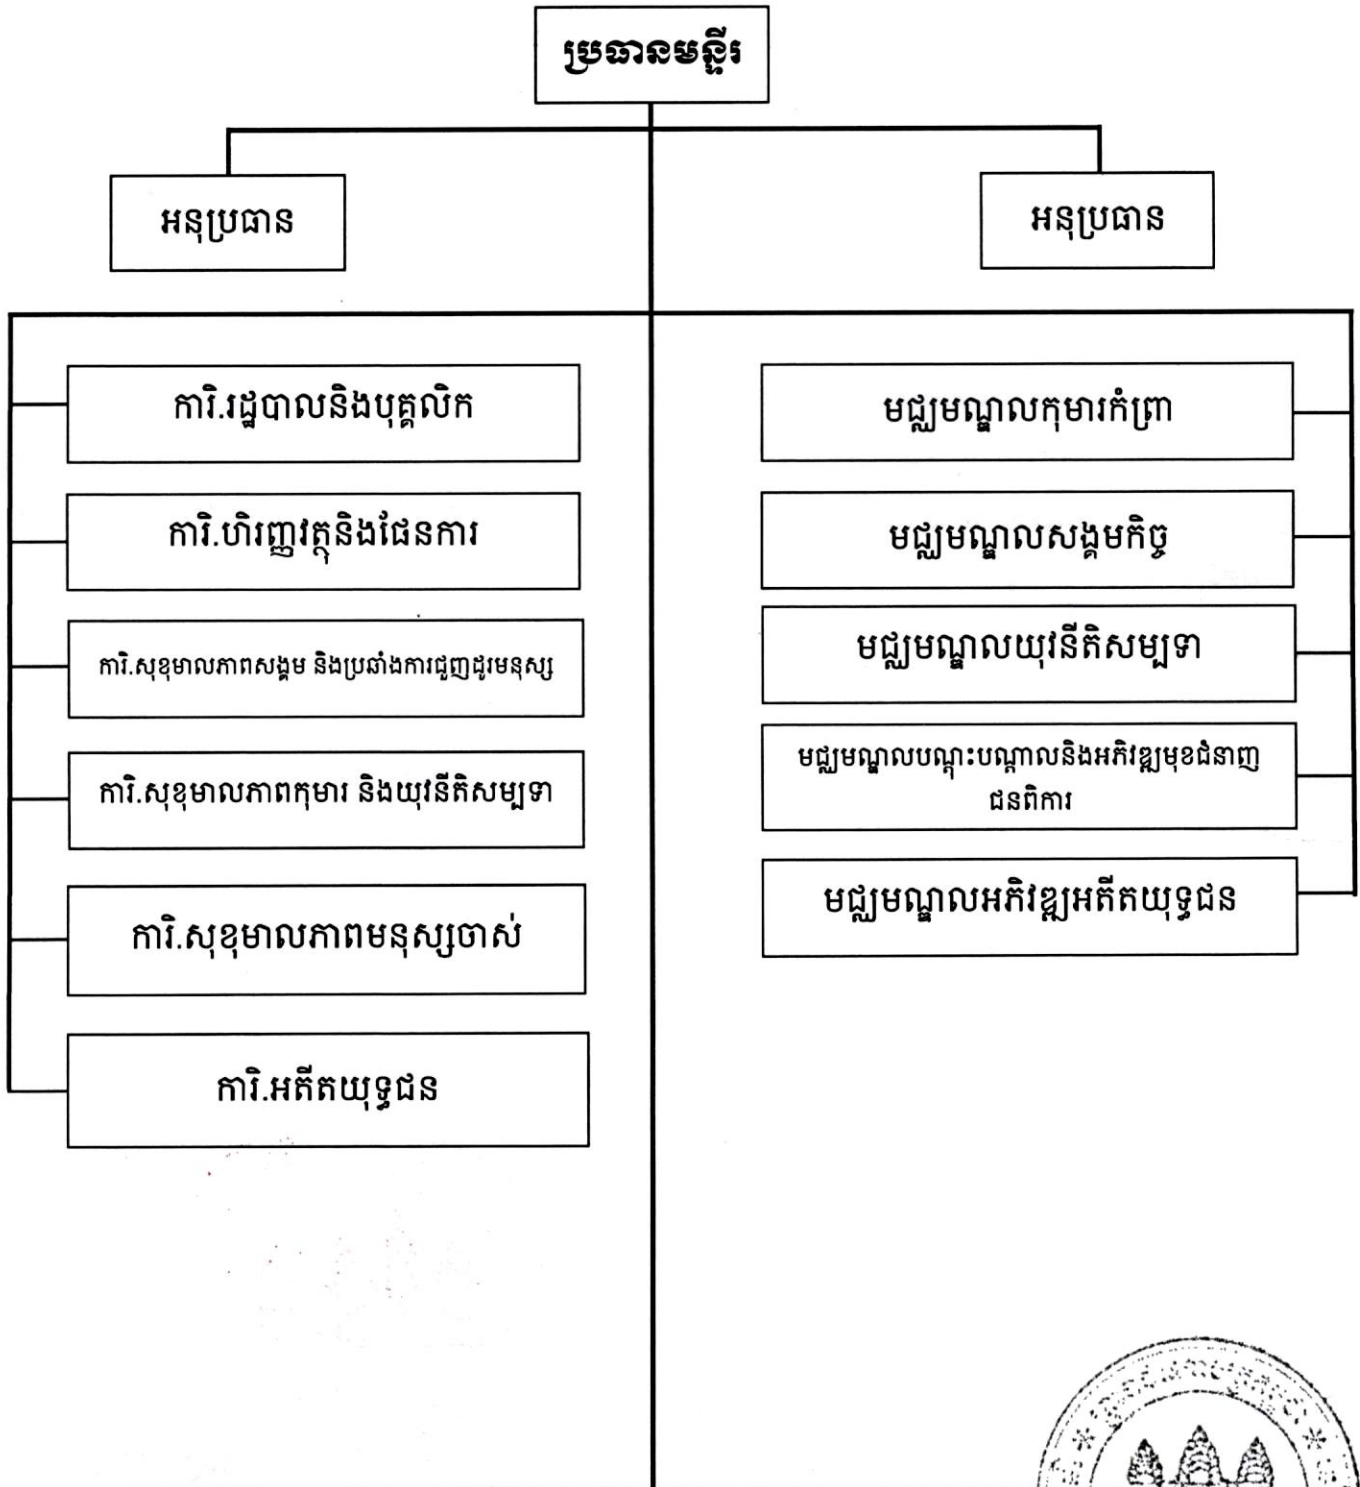 ប្រធានមន្ទីរ
អនុប្រធាន
អនុប្រធាន
ការិ.រដ្ឋបាលនិងបុគ្គលិក
ការិ.ហិរញ្ញវត្ថុនិងផែនការ
ការិ.សុខុមាលភាពសង្គម និងប្រឆាំងការជួញដូរមនុស្ស
ការិ.សុខុមាលភាពកុមារ និងយុវនីតិសម្បទា
ការិ.សុខុមាលភាពមនុស្សចាស់
ការិ.អតីតយុទ្ធជន
មជ្ឈមណ្ឌលកុមារកំព្រា
មជ្ឈមណ្ឌលសង្គមកិច្ច
មជ្ឈមណ្ឌលយុវនីតិសម្បទា
មជ្ឈមណ្ឌលបណ្តុះបណ្តាលនិងអភិវឌ្ឍមុខជំនាញ
ជនពិការ
មជ្ឈមណ្ឌលអភិវឌ្ឍអតីតយុទ្ធជន